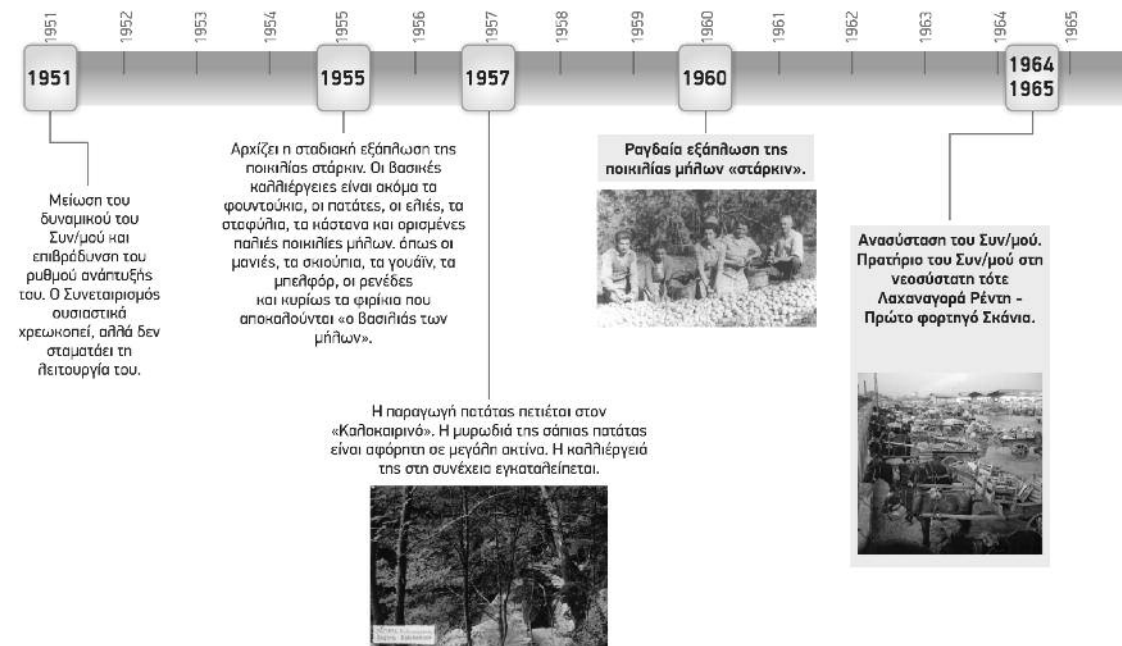 1951
1952
1953
1954
1955
1956
1957
1958
1959
1960
1961
1962
1963
1964
1965
1951
1955
1957
1960
1964
1965
Μείωση του
δυναμικού του
Συν/μού και
επιβράδυνση του
ρυθμού ανάπτυξής
του. Ο Συνεταιρισμός
ουσιαστικά
χρεωκοπεί, αλλά δεν
σταματάει τη
λειτουργία του.
Αρχίζει η σταδιακή εξάπλωση της
ποικιλίας στάρκιν. Οι βασικές
καλλιέργειες είναι ακόμα τα
φουντούκια, οι πατάτες, οι ελιές, τα
σταφύλια, τα κάστανα και ορισμένες
παλιές ποικιλίες μήλων. όπως οι
μανιές, τα σκιούπια, τα γουάϊν, τα
μπελφόρ, οι ρενέδες
και κυρίως τα φιρίκια που
αποκαλούνται «ο βασιλιάς των
μήλων».
Η παραγωγή πατάτας πετιέται στον
«Καλοκαιρινό». Η μυρωδιά της σάπιας πατάτας
είναι αφόρητη σε μεγάλη ακτίνα. Η καλλιέργειά
της στη συνέχεια εγκαταλείπεται.
Ραγδαία εξάπλωση της
ποικιλίας μήλων «στάρκιν».
Ανασύσταση του Συν/μού.
Πρατήριο του Συν/μού στη
νεοσύστατη τότε
Λαχαναγορά Ρέντη -
Πρώτο φορτηγό Σκάνια.